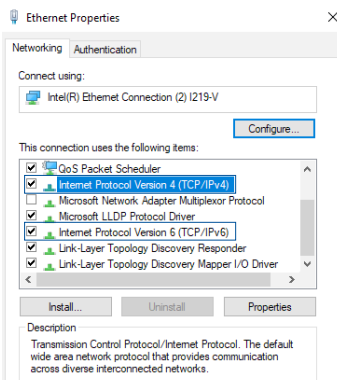 Ethernet Properties
Networking Authentication
Connect using:
Intel(R) Ethernet Connection (2) I219-V
Configure...
This connection uses the following items:
QoS Packet Scheduler
Internet Protocol Version 4 (TCP/IPv4)
Microsoft Network Adapter Multiplexor Protocol
Microsoft LLDP Protocol Driver
Internet Protocol Version 6 (TCP/IPv6)
Link-Layer Topology Discovery Responder
Link-Layer Topology Discovery Mapper I/O Driver
Install... Uninstall Properties
Description
Transmission Control Protocol/Internet Protocol. The default
wide area network protocol that provides communication
across diverse interconnected networks.